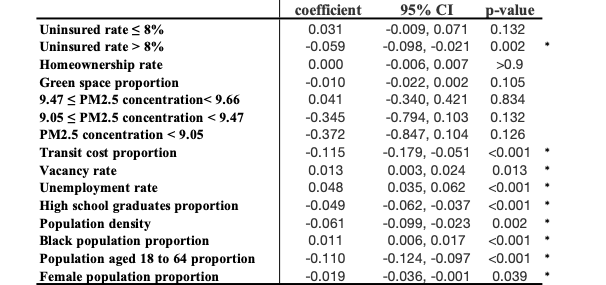 coefficient 95% CI p-value
Uninsured rate ≤ 8% 0.031 -0.009, 0.071 0.132
Uninsured rate > 8% -0.059 -0.098, -0.021 0.002 *
Homeownership rate 0.000 -0.006, 0.007 >0.9
Green space proportion -0.010 -0.022, 0.002 0.105
9.47 ≤ PM2.5 concentration< 9.66 0.041 -0.340, 0.421 0.834
9.05 ≤ PM2.5 concentration < 9.47 -0.345 -0.794, 0.103 0.132
PM2.5 concentration < 9.05 -0.372 -0.847, 0.104 0.126
Transit cost proportion -0.115 -0.179, -0.051 <0.001 *
Vacancy rate 0.013 0.003, 0.024 0.013 *
Unemployment rate 0.048 0.035, 0.062 <0.001 *
High school graduates proportion -0.049 -0.062, -0.037 <0.001 *
Population density -0.061 -0.099, -0.023 0.002 *
Black population proportion 0.011 0.006, 0.017 <0.001 *
Population aged 18 to 64 proportion -0.110 -0.124, -0.097 <0.001 *
Female population proportion -0.019 -0.036, -0.001 0.039 *